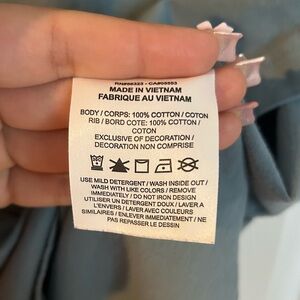 MADE IN VIETNAM
FABRIQUE AU VIETNAM
BODY / CORPS: 100% COTTON / COTON
RIB / BORD COTE: 100% COTTON /
COTON
EXCLUSIVE OF DECORATION /
DECORATION NON COMPRISE
USE MILD DETERGENT / WASH INSIDE OUT /
WASH WITH LIKE COLORS / REMOVE
IMMEDIATELY / DO NOT IRON DESIGN
UTILISER UN DETERGENT DOUX / LAVER A
L'ENVERS / LAVER AVEC COULEURS
SIMILAIRES / ENLEVER IMMEDIATEMENT / NE
PAS REPASSER LE DESSIN